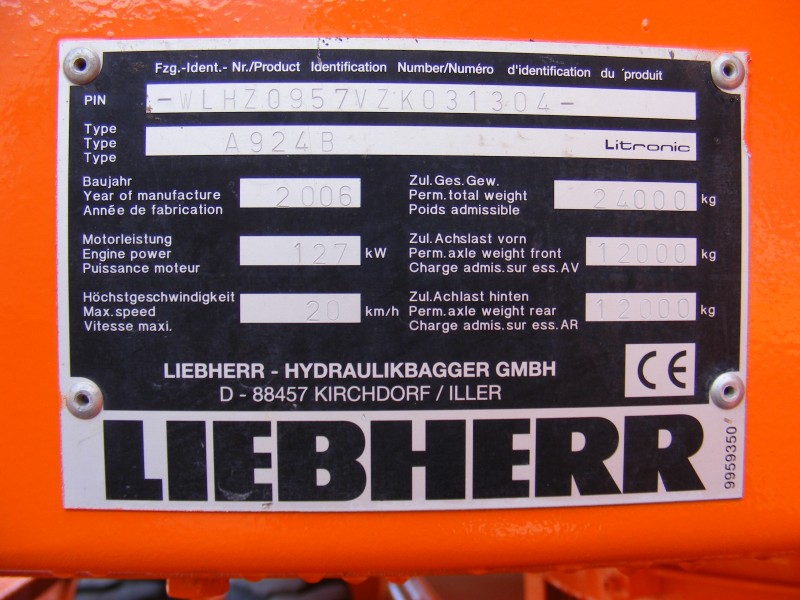 Fzg.-Ident.- Nr./Product Identification Number/Numéro d'identification du produit
PIN -WLHZ0957VZK031304-
Type
Type
Type
A924B Litronic
Baujahr
Year of manufacture
Année de fabrication
2006
Zul.Ges.Gew.
Perm.total weight
Poids admissible
24000 kg
Motorleistung
Engine power
Puissance moteur
127 kW
Zul. Achslast vorn
Perm.axle weight front
Charge admis.sur ess.AV
12000 kg
Höchstgeschwindigkeit
Max.speed
Vitesse maxi.
20 km/h
Zul.Achlast hinten
Perm.axle weight rear
Charge admis.sur ess.AR
12000 kg
LIEBHERR - HYDRAULIKBAGGER GMBH
D - 88457 KIRCHDORF / ILLER
CE
LIEBHERR
9959350